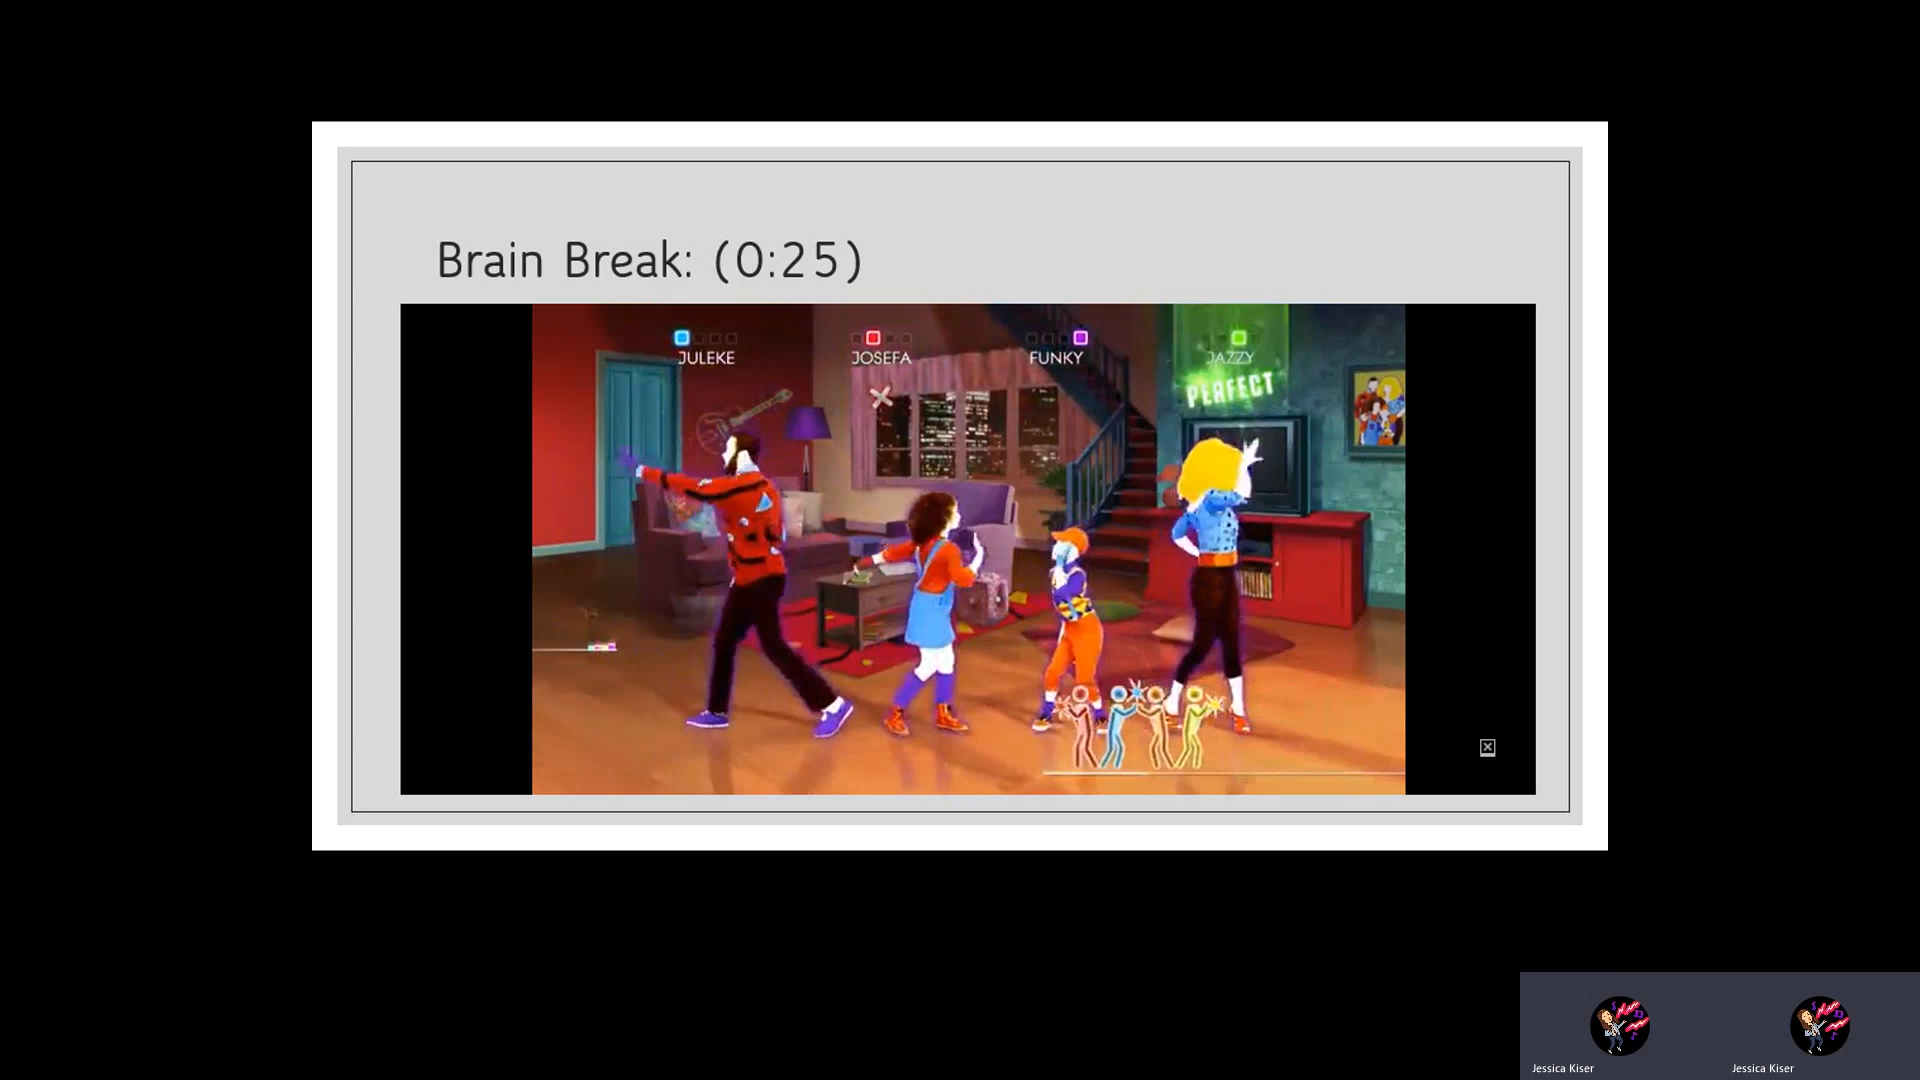 Brain Break: (0:25)
JULEKE
JOSEFA
FUNKY
JAZZY
PERFECT
Jessica Kiser
Jessica Kiser